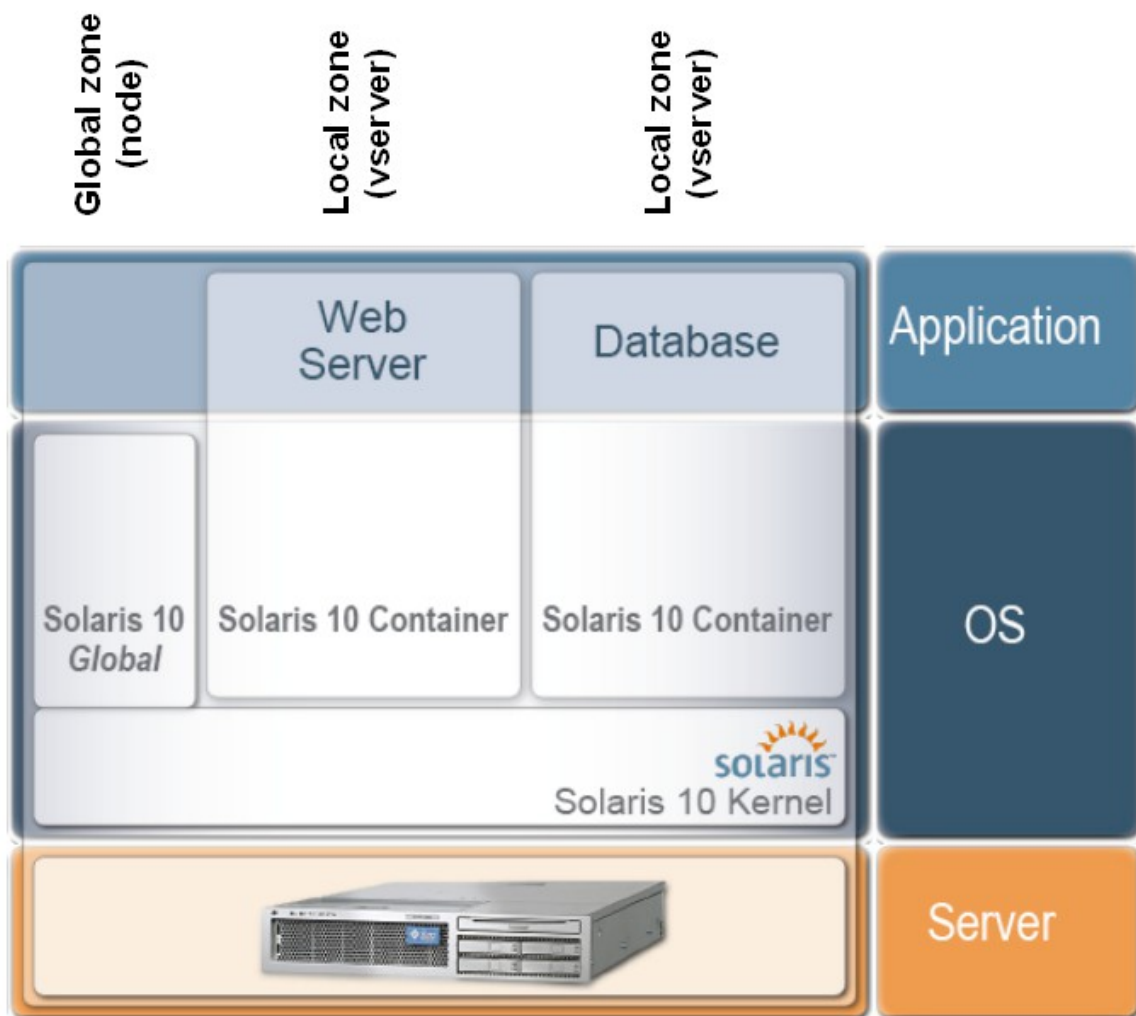 Global zone
(node)
Local zone
(vserver)
Local zone
(vserver)
Web
Server
Database
Application
Solaris 10
Global
Solaris 10 Container
Solaris 10 Container
OS
solaris™
Solaris 10 Kernel
Server